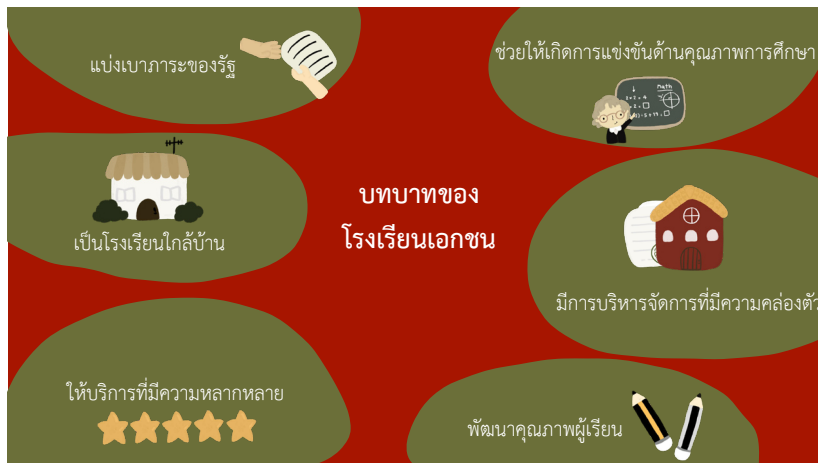 แบ่งเบาภาระของรัฐ
ช่วยให้เกิดการแข่งขันด้านคุณภาพการศึกษา
Math
เป็นโรงเรียนใกล้บ้าน
บทบาทของ
โรงเรียนเอกชน
มีการบริหารจัดการที่มีความคล่องตัว
ให้บริการที่มีความหลากหลาย
พัฒนาคุณภาพผู้เรียน